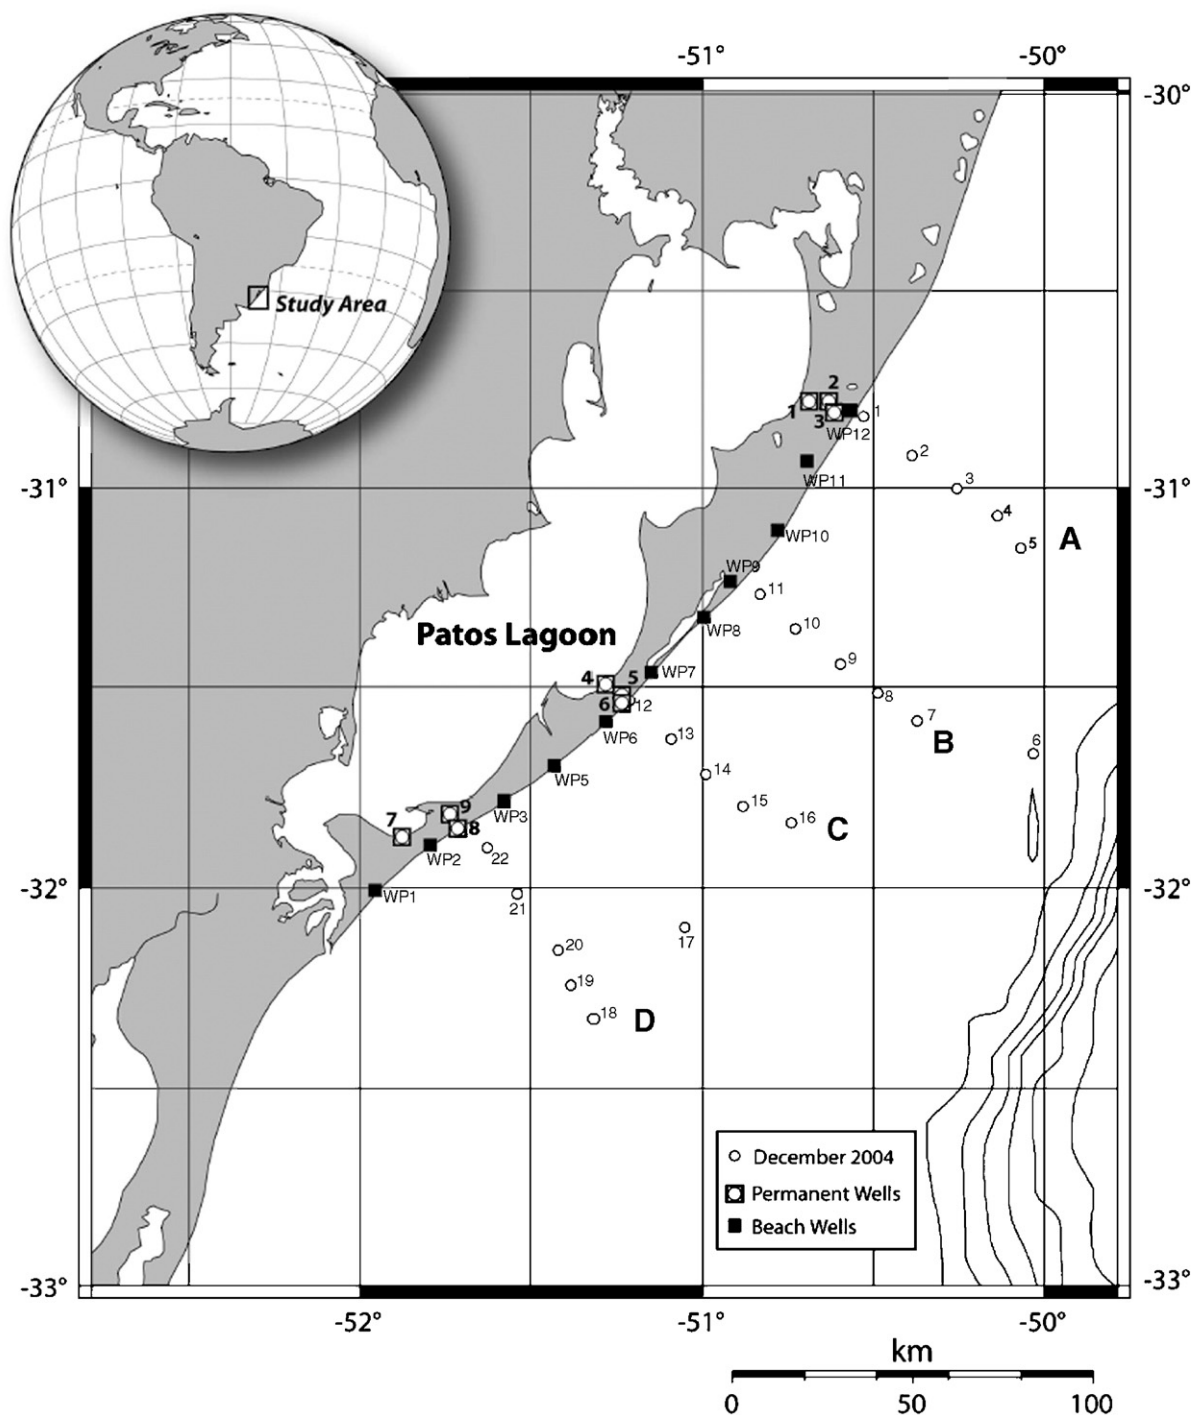 -51°
-50°
-30°
Study Area
2
1
3
1
WP12
2
WP11
3
-31°
-31°
4
WP10
A
5
WP9
11
10
WP8
Patos Lagoon
9
WP7
4
5
8
6
12
7
WP6
13
B
6
14
WP5
15
9
WP3
16
7
8
C
WP2
22
-32°
-32°
WP1
21
17
20
19
18
D
December 2004
Permanent Wells
Beach Wells
-33°
-33°
-52°
-51°
-50°
km
0
50
100